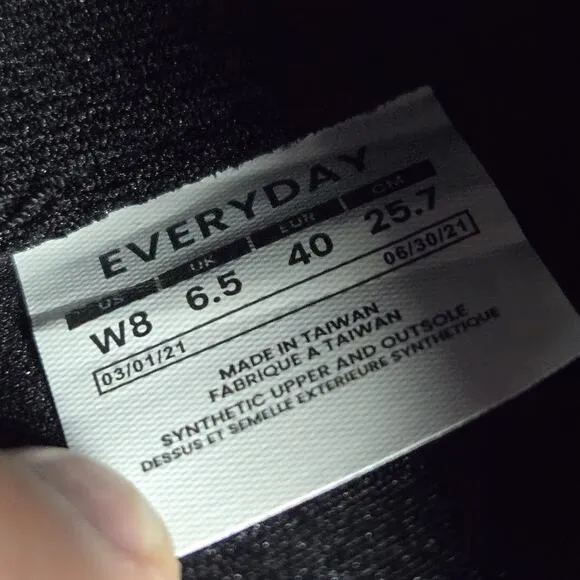 EVERYDAY
US UK EUR CM
W8 6.5 40 25.7
03/01/21 06/30/21
MADE IN TAIWAN
FABRIQUE A TAIWAN
SYNTHETIC UPPER AND OUTSOLE
DESSUS ET SEMELLE EXTERIEURE SYNTHETIQUE